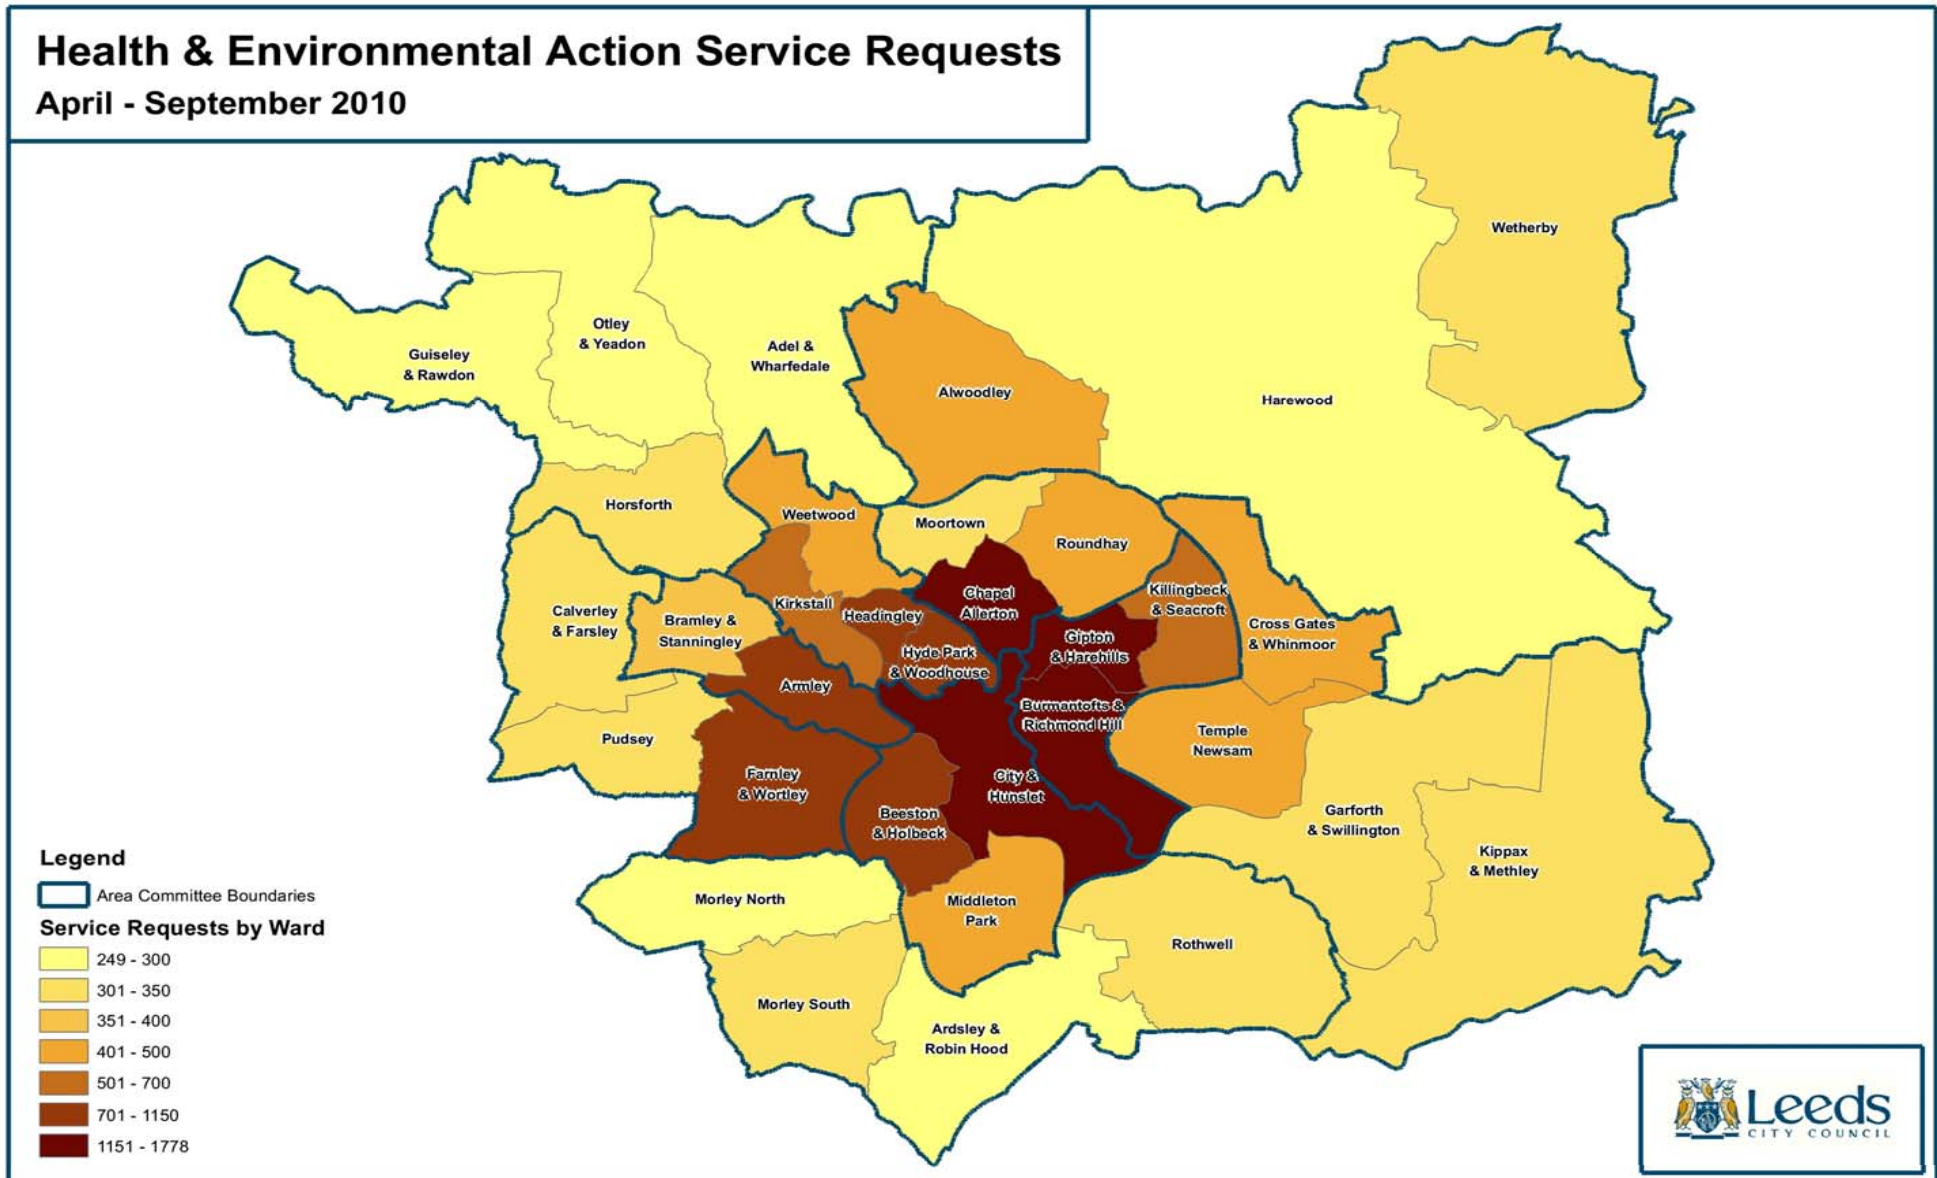 Health & Environmental Action Service Requests
April - September 2010
Wetherby
Otley
& Yeadon
Guiseley
& Rawdon
Adel &
Wharfedale
Alwoodley
Harewood
Horsforth
Weetwood
Moortown
Roundhay
Calverley
& Farsley
Bramley &
Stanningley
Kirkstall
Headingley
Chapel
Allerton
Killingbeck
& Seacroft
Hyde Park
& Woodhouse
Gipton
& Harehills
Cross Gates
& Whinmoor
Armley
Burmantofts &
Richmond Hill
Pudsey
Temple
Newsam
Farnley
& Wortley
City &
Hunslet
Beeston
& Holbeck
Garforth
& Swillington
Kippax
& Methley
Morley North
Middleton
Park
Rothwell
Morley South
Ardsley &
Robin Hood
Legend
Area Committee Boundaries
Service Requests by Ward
249 - 300
301 - 350
351 - 400
401 - 500
501 - 700
701 - 1150
1151 - 1778
Leeds
CITY COUNCIL